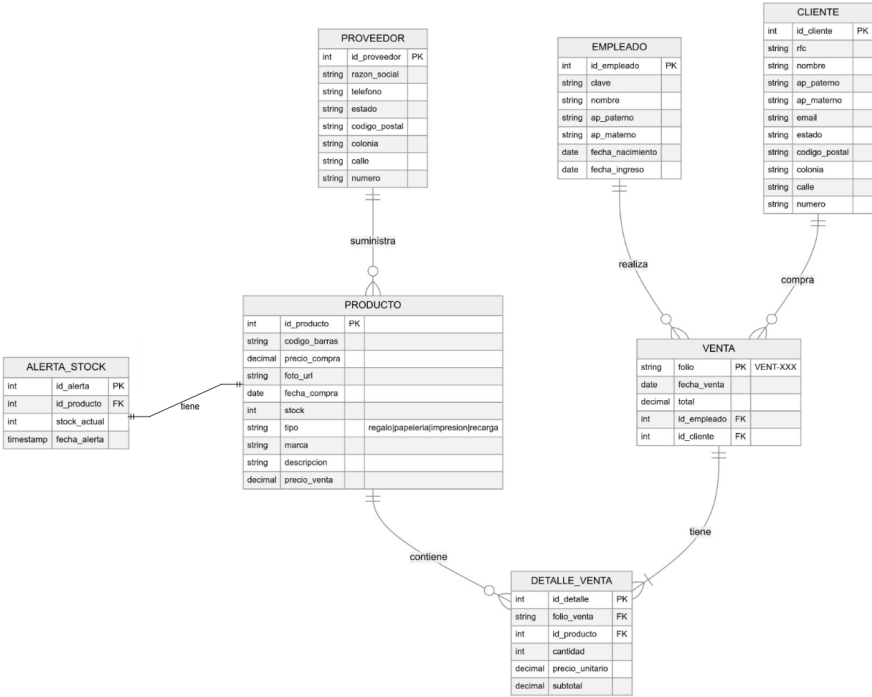 PROVEEDOR
int id_proveedor PK
string razon_social
string telefono
string estado
string codigo_postal
string colonia
string calle
string numero
EMPLEADO
int id_empleado PK
string clave
string nombre
string ap_paterno
string ap_materno
date fecha_nacimiento
date fecha_ingreso
CLIENTE
int id_cliente PK
string rfc
string nombre
string ap_paterno
string ap_materno
string email
string estado
string codigo_postal
string colonia
string calle
string numero
suministra
realiza
compra
PRODUCTO
int id_producto PK
string codigo_barras
decimal precio_compra
string foto_url
date fecha_compra
int stock
string tipo regalo|papeleria|impresion|recarga
string marca
string descripcion
decimal precio_venta
ALERTA_STOCK
int id_alerta PK
int id_producto FK
int stock_actual
timestamp fecha_alerta
tiene
VENTA
string folio PK VENT-XXX
date fecha_venta
decimal total
int id_empleado FK
int id_cliente FK
contiene
tiene
DETALLE_VENTA
int id_detalle PK
string folio_venta FK
int id_producto FK
int cantidad
decimal precio_unitario
decimal subtotal